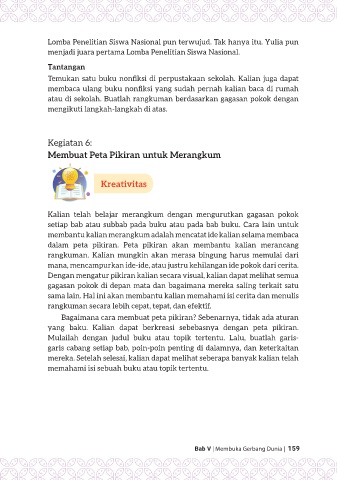 Lomba Penelitian Siswa Nasional pun terwujud. Tak hanya itu. Yulia pun
menjadi juara pertama Lomba Penelitian Siswa Nasional.
Tantangan
Temukan satu buku nonfiksi di perpustakaan sekolah. Kalian juga dapat
membaca ulang buku nonfiksi yang sudah pernah kalian baca di rumah
atau di sekolah. Buatlah rangkuman berdasarkan gagasan pokok dengan
mengikuti langkah-langkah di atas.
Kegiatan 6:
Membuat Peta Pikiran untuk Merangkum
Kreativitas
Kalian telah belajar merangkum dengan mengurutkan gagasan pokok
setiap bab atau subbab pada buku atau pada bab buku. Cara lain untuk
membantu kalian merangkum adalah mencatat ide kalian selama membaca
dalam peta pikiran. Peta pikiran akan membantu kalian merancang
rangkuman. Kalian mungkin akan merasa bingung harus memulai dari
mana, mencampurkan ide-ide, atau justru kehilangan ide pokok dari cerita.
Dengan mengatur pikiran kalian secara visual, kalian dapat melihat semua
gagasan pokok di depan mata dan bagaimana mereka saling terkait satu
sama lain. Hal ini akan membantu kalian memahami isi cerita dan menulis
rangkuman secara lebih cepat, tepat, dan efektif.
Bagaimana cara membuat peta pikiran? Sebenarnya, tidak ada aturan
yang baku. Kalian dapat berkreasi sebebasnya dengan peta pikiran.
Mulailah dengan judul buku atau topik tertentu. Lalu, buatlah garis-
garis cabang setiap bab, poin-poin penting di dalamnya, dan keterkaitan
mereka. Setelah selesai, kalian dapat melihat seberapa banyak kalian telah
memahami isi sebuah buku atau topik tertentu.
Bab V | Membuka Gerbang Dunia | 159